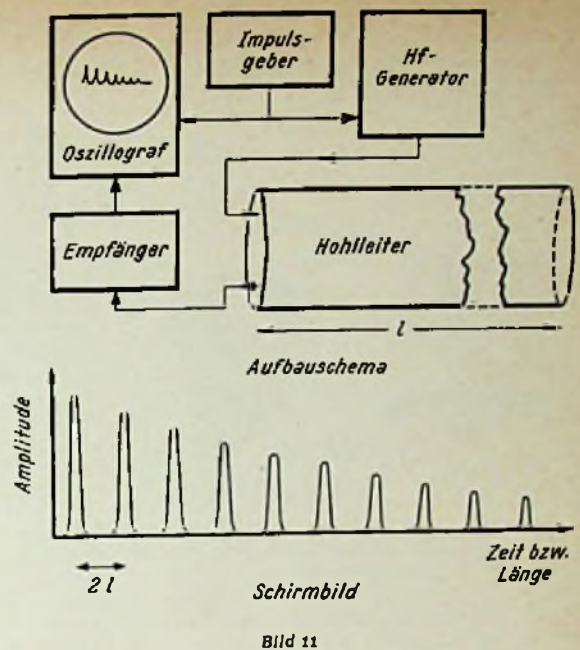 Impuls-
geber
Hf-
Generator
Oszillograf
Empfänger
Hohlleiter
l
Aufbauschema
Amplitude
Zeit bzw.
Länge
2 l
Schirmbild
Bild 11